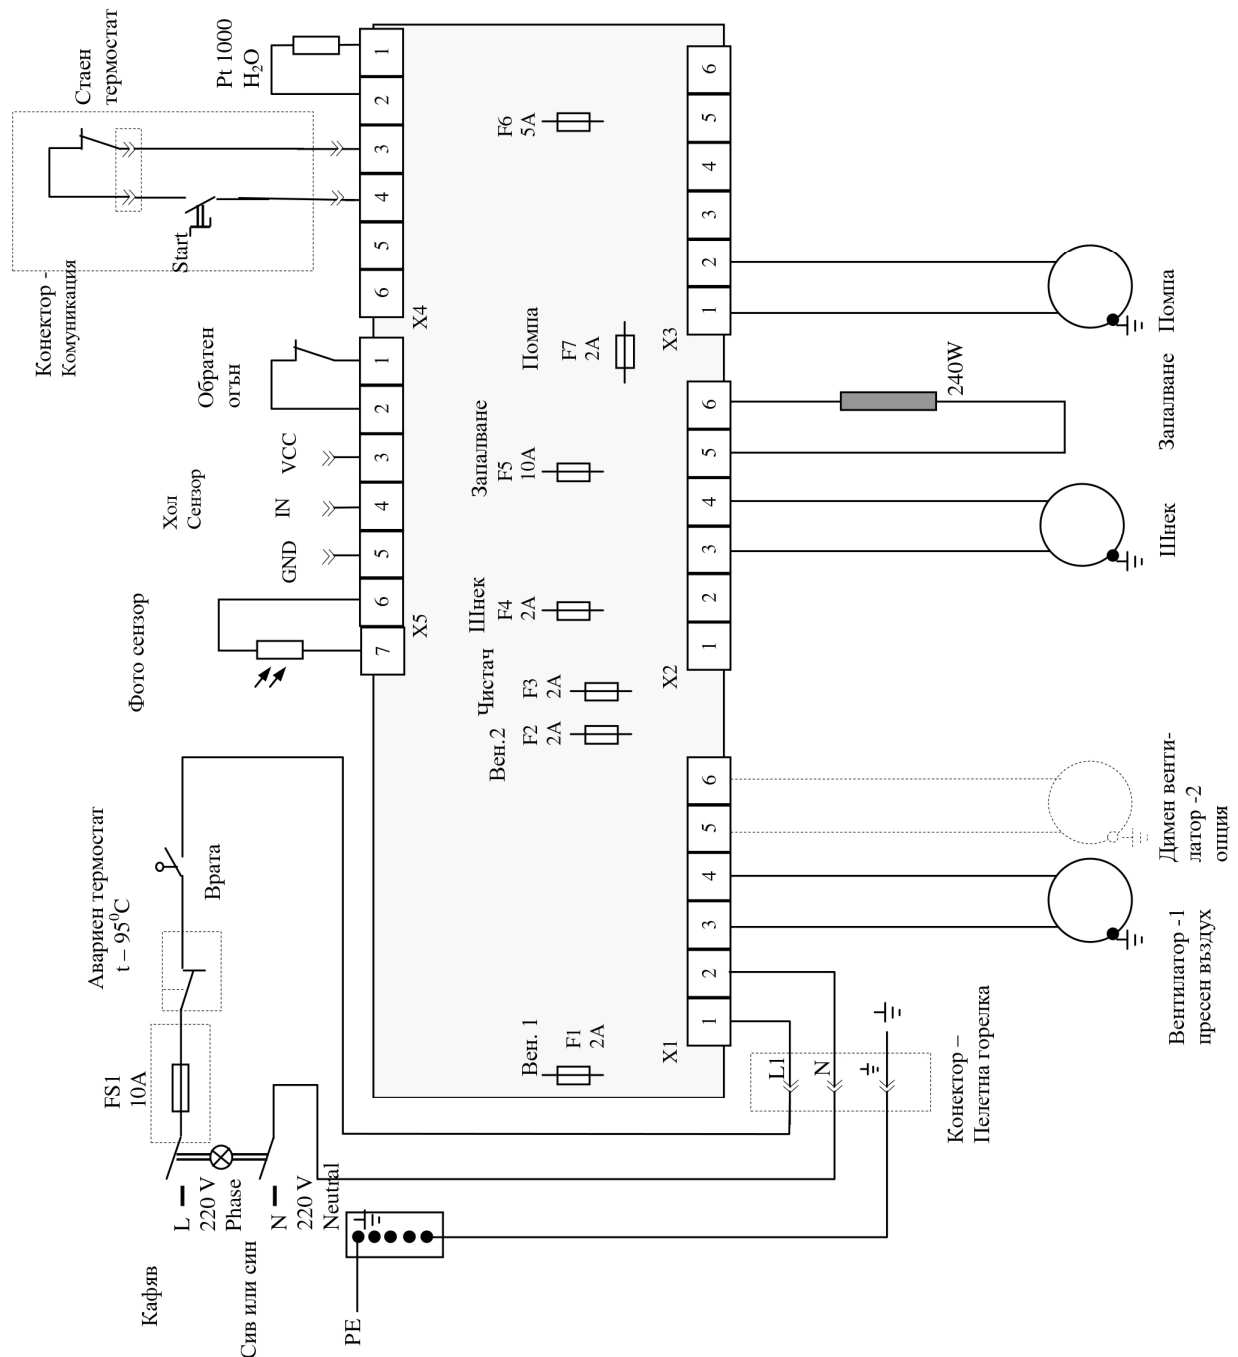 Кафяв
L
220 V
Phase
Сив или син
N
220 V
Neutral
PE
FS1
10A
Авариен термостат
t – 95⁰C
Врата
Фото сензор
Хол
Сензор
GND
IN
VCC
Обратен
огън
Конектор -
Комуникация
Start
Стаен
термостат
Pt 1000
H₂O
7
6
5
4
3
2
1
X5
6
5
4
3
2
1
X4
Вен. 1
F1
2A
Вен.2
F2
2A
Чистач
F3
2A
Шнек
F4
2A
Запалване
F5
10A
Помпа
F7
2A
F6
5A
X1
1
2
3
4
5
6
X2
1
2
3
4
5
6
X3
1
2
3
4
5
6
L1
N
Конектор –
Пелетна горелка
Вентилатор -1
пресен въздух
Димен венти-
латор -2
опция
Шнек
240W
Запалване
Помпа